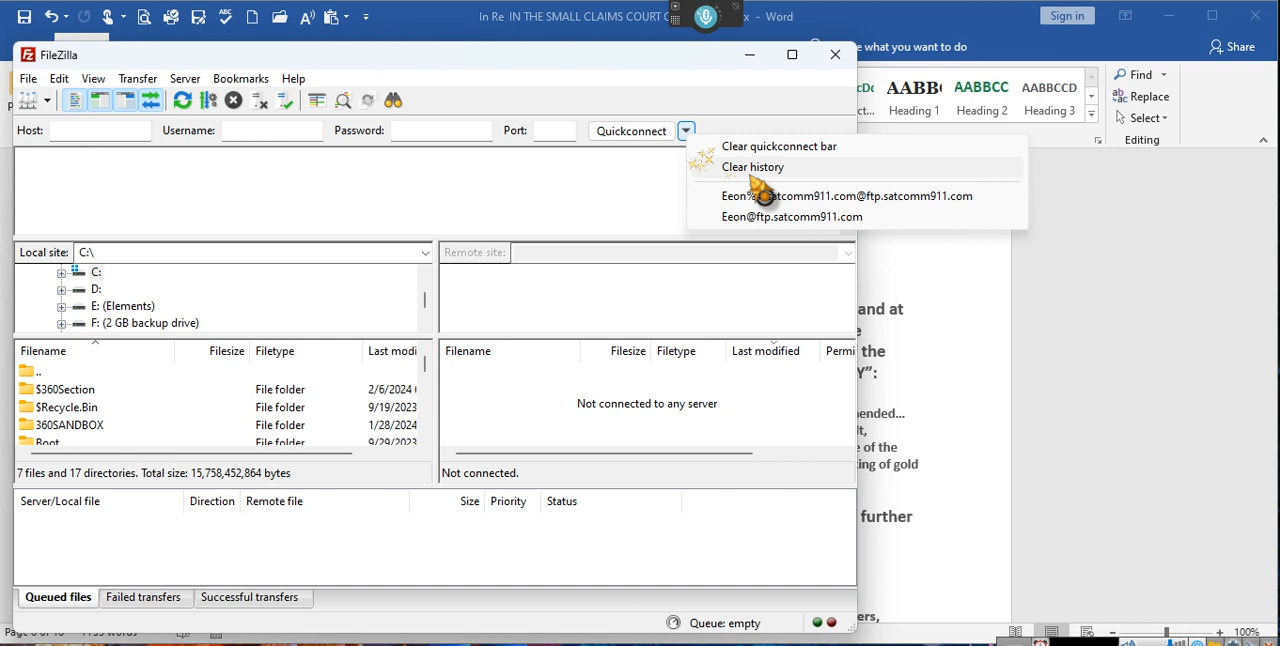 In Re IN THE SMALL CLAIMS COURT x - Word
Sign in
what you want to do
Share
FileZilla
File Edit View Transfer Server Bookmarks Help
AABB( AABBCC AABBCCD
Heading 1 Heading 2 Heading 3
Find
Replace
Select
Editing
Host: Username: Password: Port: Quickconnect
Clear quickconnect bar
Clear history
Eeon@ftp.satcomm911.com
Local site: C:\
Remote site:
C:
D:
E: (Elements)
F: (2 GB backup drive)
Filename Filesize Filetype Last modi
..
$360Section File folder 2/6/2024
$Recycle.Bin File folder 9/19/2023
360SANDBOX File folder 1/28/2024
Boot File folder 9/29/2023
7 files and 17 directories. Total size: 15,758,452,864 bytes
Filename Filesize Filetype Last modified Permi
Not connected to any server
Not connected.
Server/Local file Direction Remote file Size Priority Status
Queued files Failed transfers Successful transfers
Queue: empty
and at
the
Y":
ended...
of the
ing of gold
further
ers,
100%